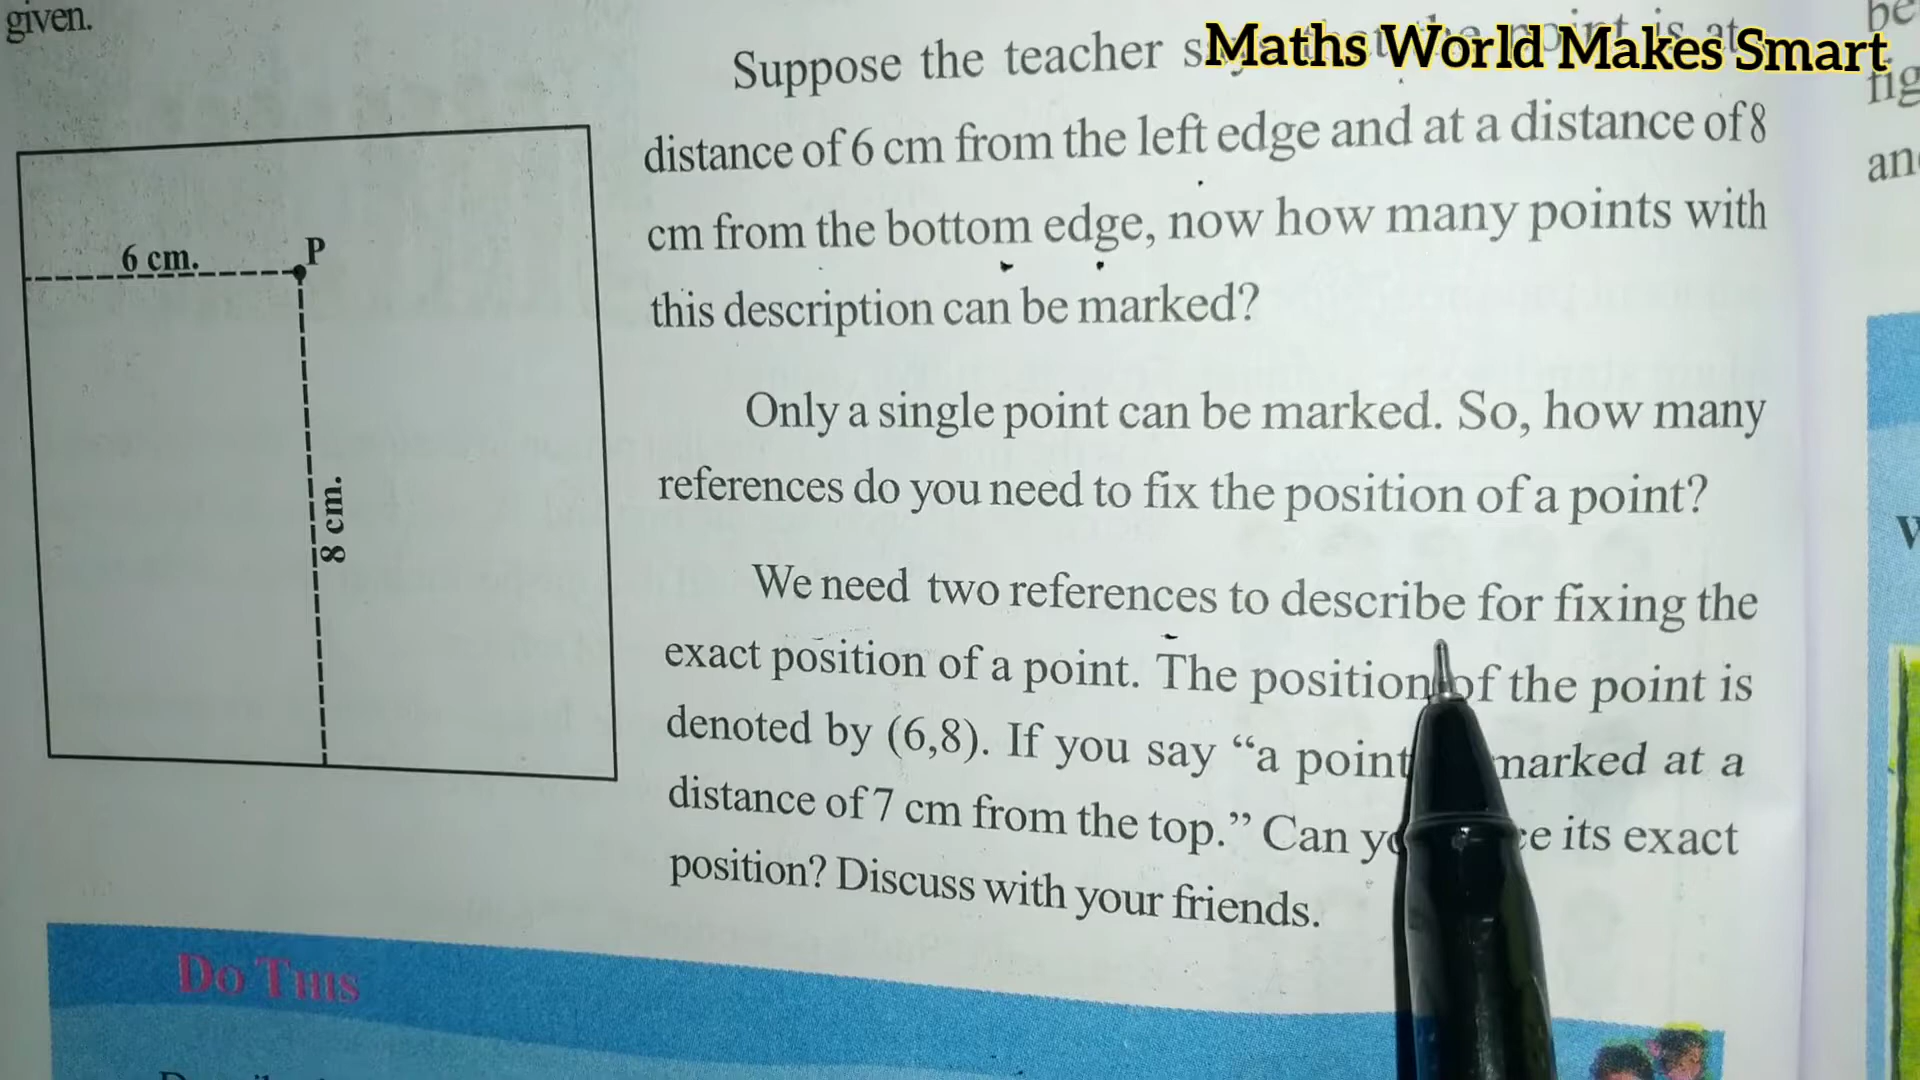 given.
Maths World Makes Smart
Suppose the teacher
distance of 6 cm from the left edge and at a distance of 8
cm from the bottom edge, now how many points with
this description can be marked?
Only a single point can be marked. So, how many
references do you need to fix the position of a point?
We need two references to describe for fixing the
exact position of a point. The position of the point is
denoted by (6,8). If you say “a point marked at a
distance of 7 cm from the top.” Can its exact
position? Discuss with your friends.
6 cm.
P
8 cm.
DO THIS
be
fig